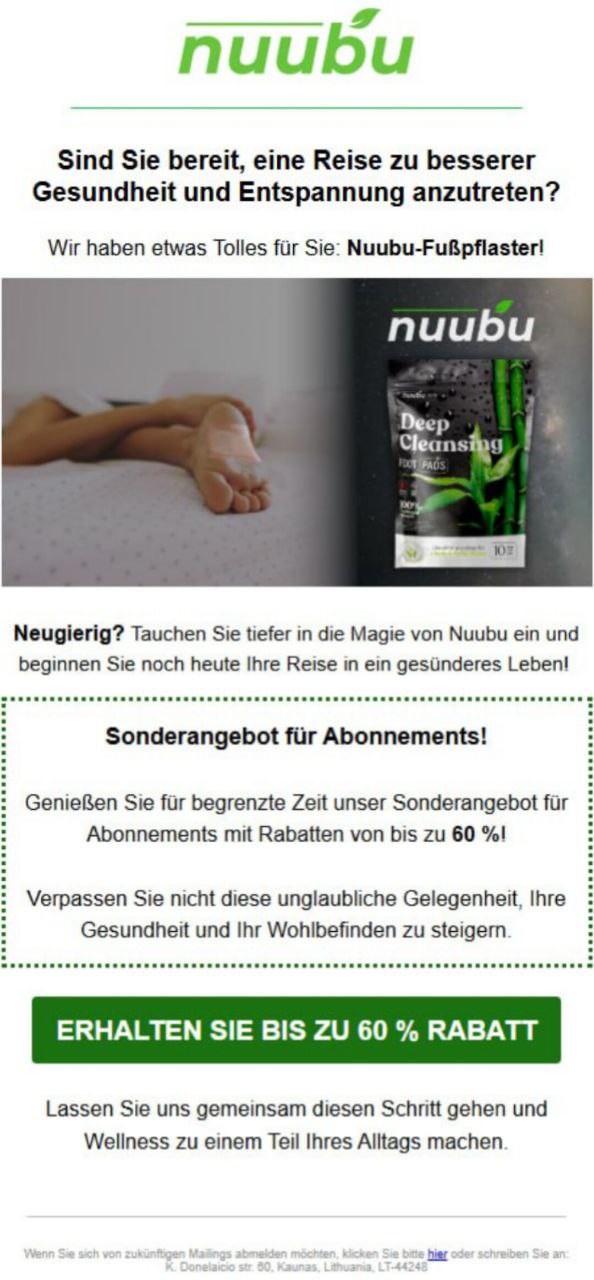 nuubu
Sind Sie bereit, eine Reise zu besserer
Gesundheit und Entspannung anzutreten?
Wir haben etwas Tolles für Sie: Nuubu-Fußpflaster!
nuubu
nuubu
Deep
Cleansing
FOOT PADS
100%
10
Neugierig? Tauchen Sie tiefer in die Magie von Nuubu ein und
beginnen Sie noch heute Ihre Reise in ein gesünderes Leben!
Sonderangebot für Abonnements!
Genießen Sie für begrenzte Zeit unser Sonderangebot für
Abonnements mit Rabatten von bis zu 60 %!
Verpassen Sie nicht diese unglaubliche Gelegenheit, Ihre
Gesundheit und Ihr Wohlbefinden zu steigern.
ERHALTEN SIE BIS ZU 60 % RABATT
Lassen Sie uns gemeinsam diesen Schritt gehen und
Wellness zu einem Teil Ihres Alltags machen.
Wenn Sie sich von zukünftigen Mailings abmelden möchten, klicken Sie bitte hier oder schreiben Sie an:
K. Donelaicio str. 60, Kaunas, Lithuania, LT-44248